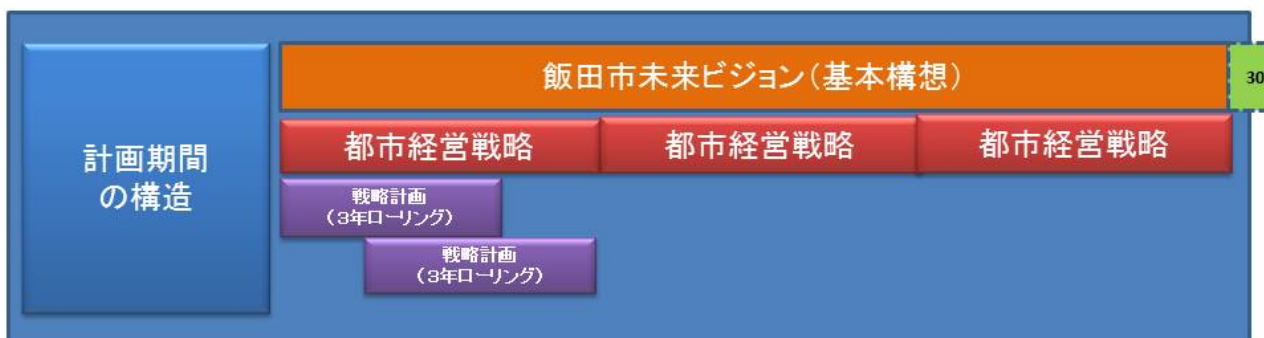 計画期間
の構造
飯田市未来ビジョン(基本構想)
30
都市経営戦略
都市経営戦略
都市経営戦略
戦略計画
(3年ローリング)
戦略計画
(3年ローリング)